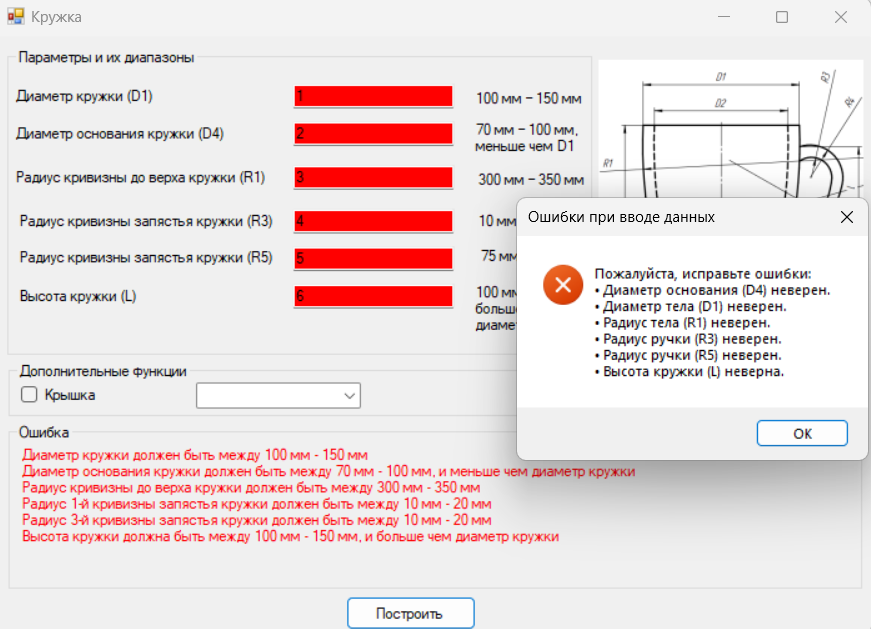 Кружка
Параметры и их диапазоны
Диаметр кружки (D1)
1
100 мм – 150 мм
Диаметр основания кружки (D4)
2
70 мм – 100 мм,
меньше чем D1
Радиус кривизны до верха кружки (R1)
3
300 мм – 350 мм
Радиус кривизны запястья кружки (R3)
4
10 мм
Радиус кривизны запястья кружки (R5)
5
75 мм
Высота кружки (L)
6
100 мм
D1
D2
R1
R3
R4
Ошибки при вводе данных
Пожалуйста, исправьте ошибки:
• Диаметр основания (D4) неверен.
• Диаметр тела (D1) неверен.
• Радиус тела (R1) неверен.
• Радиус ручки (R3) неверен.
• Радиус ручки (R5) неверен.
• Высота кружки (L) неверна.
OK
Дополнительные функции
Крышка
Ошибка
Диаметр кружки должен быть между 100 мм - 150 мм
Диаметр основания кружки должен быть между 70 мм - 100 мм, и меньше чем диаметр кружки
Радиус кривизны до верха кружки должен быть между 300 мм - 350 мм
Радиус 1-й кривизны запястья кружки должен быть между 10 мм - 20 мм
Радиус 3-й кривизны запястья кружки должен быть между 10 мм - 20 мм
Высота кружки должна быть между 100 мм - 150 мм, и больше чем диаметр кружки
Построить